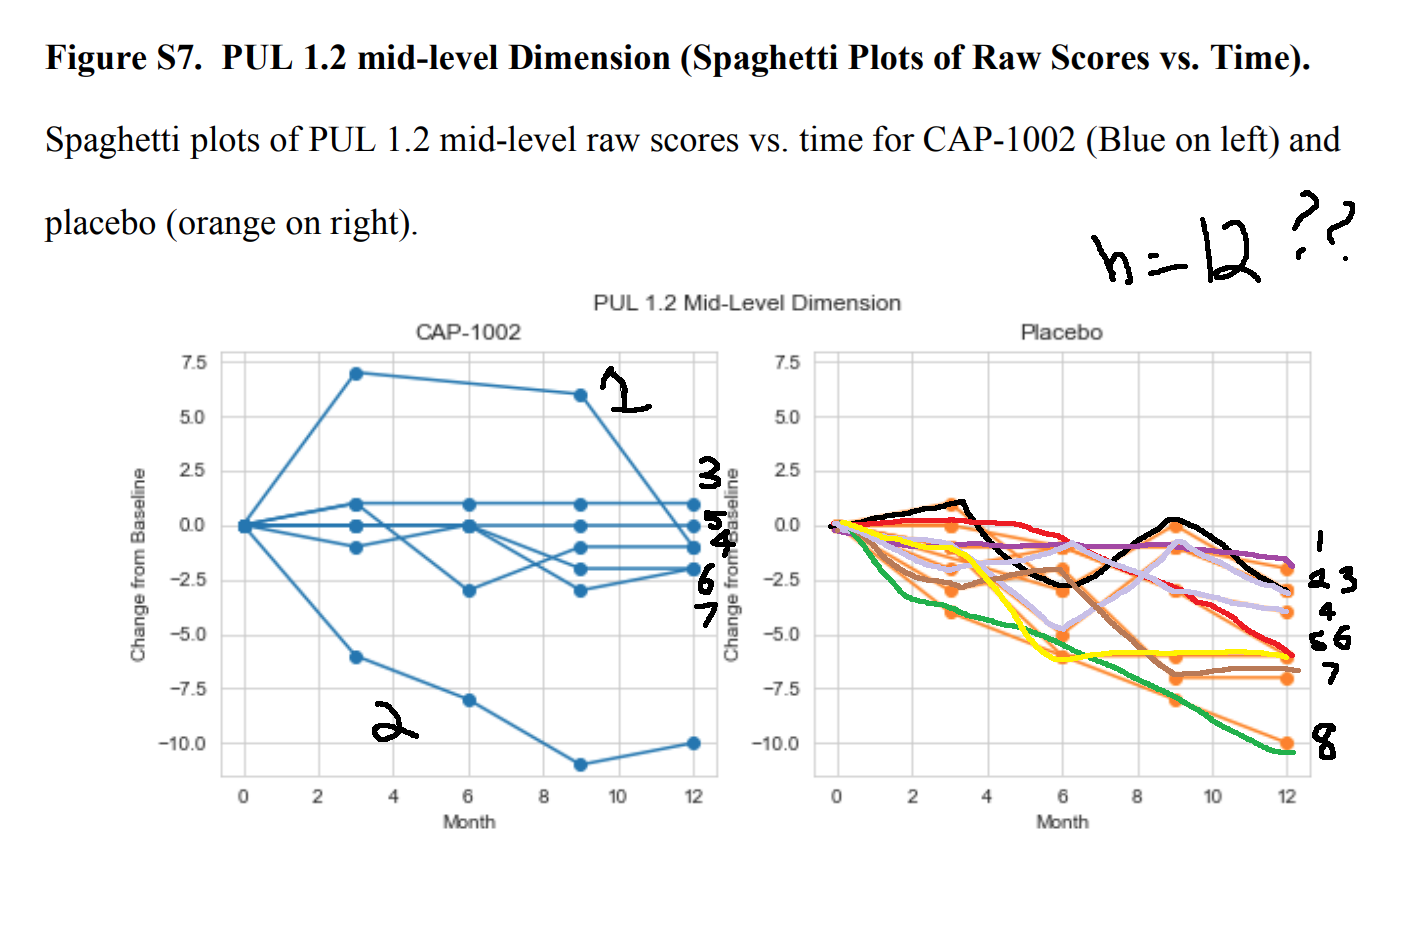 Figure S7. PUL 1.2 mid-level Dimension (Spaghetti Plots of Raw Scores vs. Time).
Spaghetti plots of PUL 1.2 mid-level raw scores vs. time for CAP-1002 (Blue on left) and
placebo (orange on right).
n=12 ??
PUL 1.2 Mid-Level Dimension
CAP-1002
Change from Baseline
7.5
5.0
2.5
0.0
−2.5
−5.0
−7.5
−10.0
0 2 4 6 8 10 12
Month
1
2
3
5
4
6
7
Placebo
Change from Baseline
7.5
5.0
2.5
0.0
−2.5
−5.0
−7.5
−10.0
0 2 4 6 8 10 12
Month
1
2 3
4
5 6
7
8